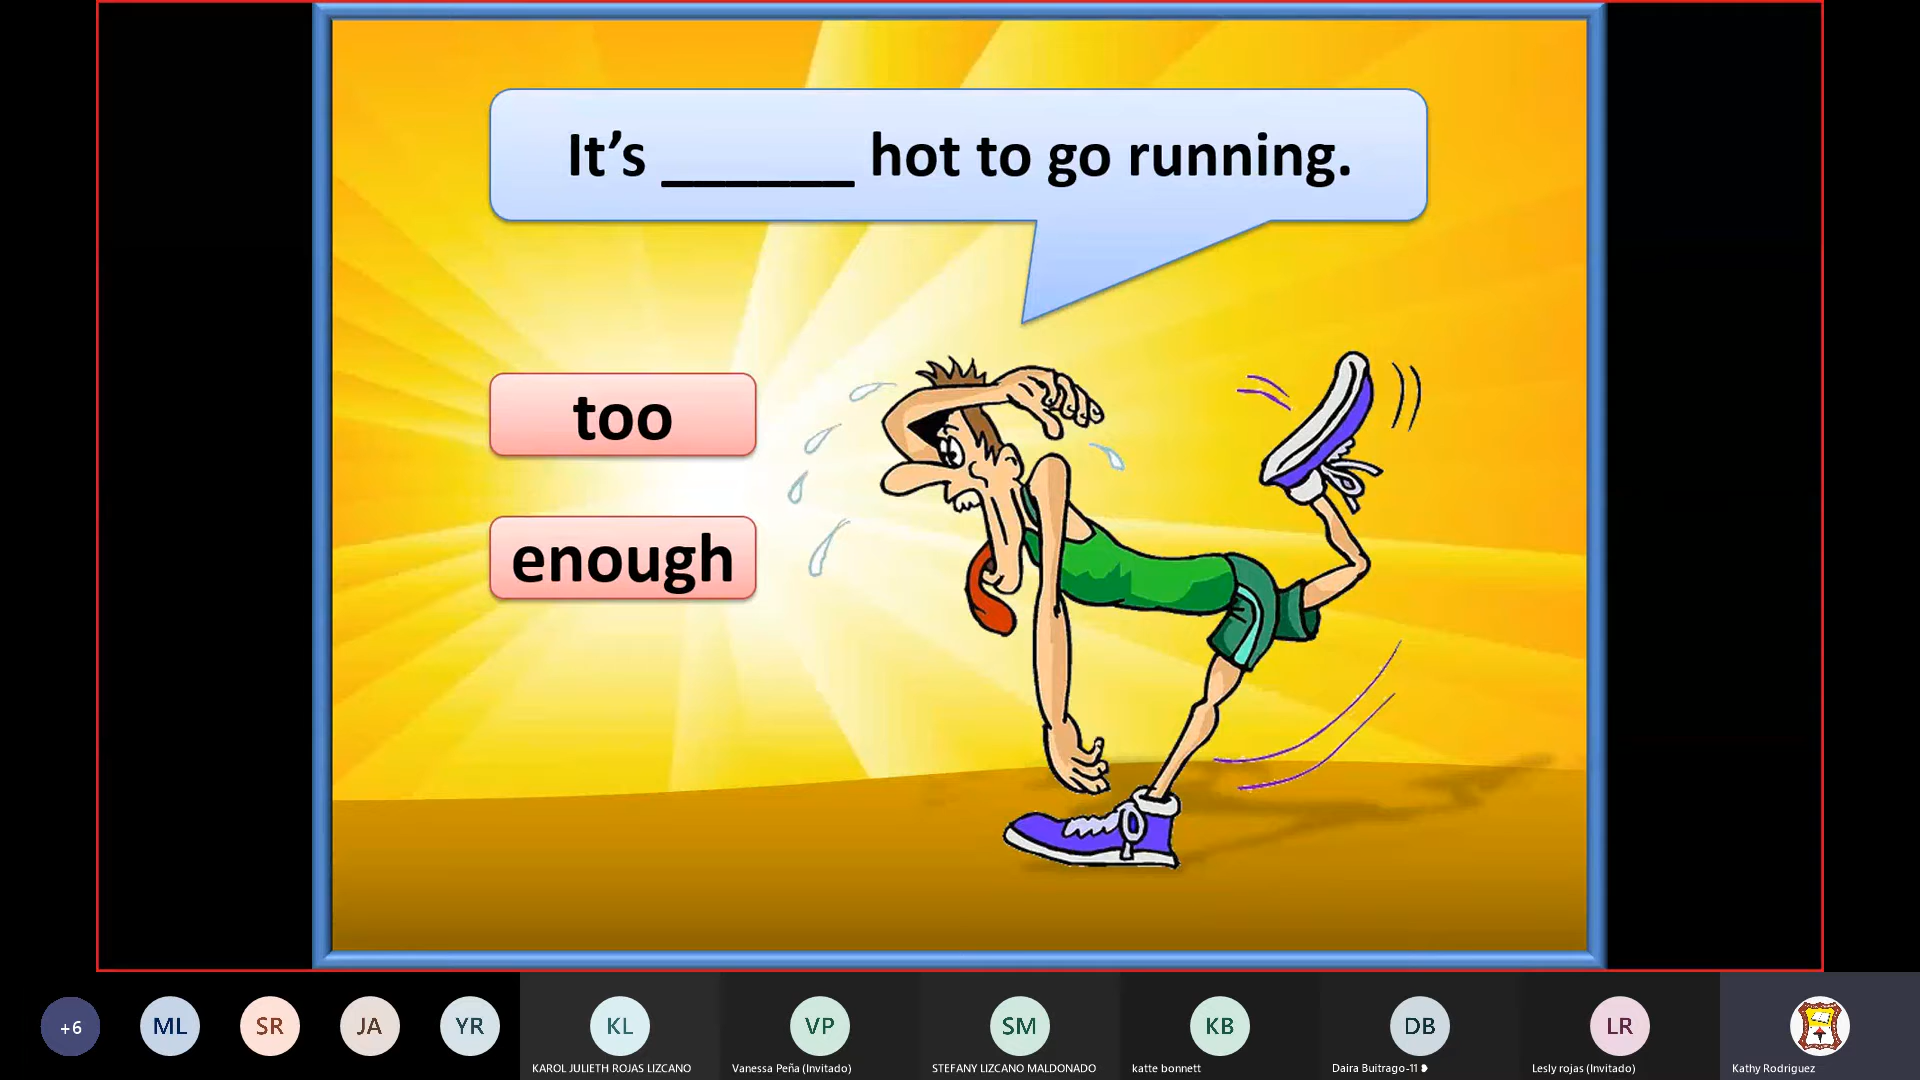 It’s ______ hot to go running.
too
enough
+6
ML
SR
JA
YR
KL
VP
SM
KB
DB
LR
KAROL JULIETH ROJAS LIZCANO
Vanessa Peña (Invitado)
STEFANY LIZCANO MALDONADO
katte bonnett
Daira Buitrago-11 ❥
Lesly rojas (Invitado)
Kathy Rodriguez